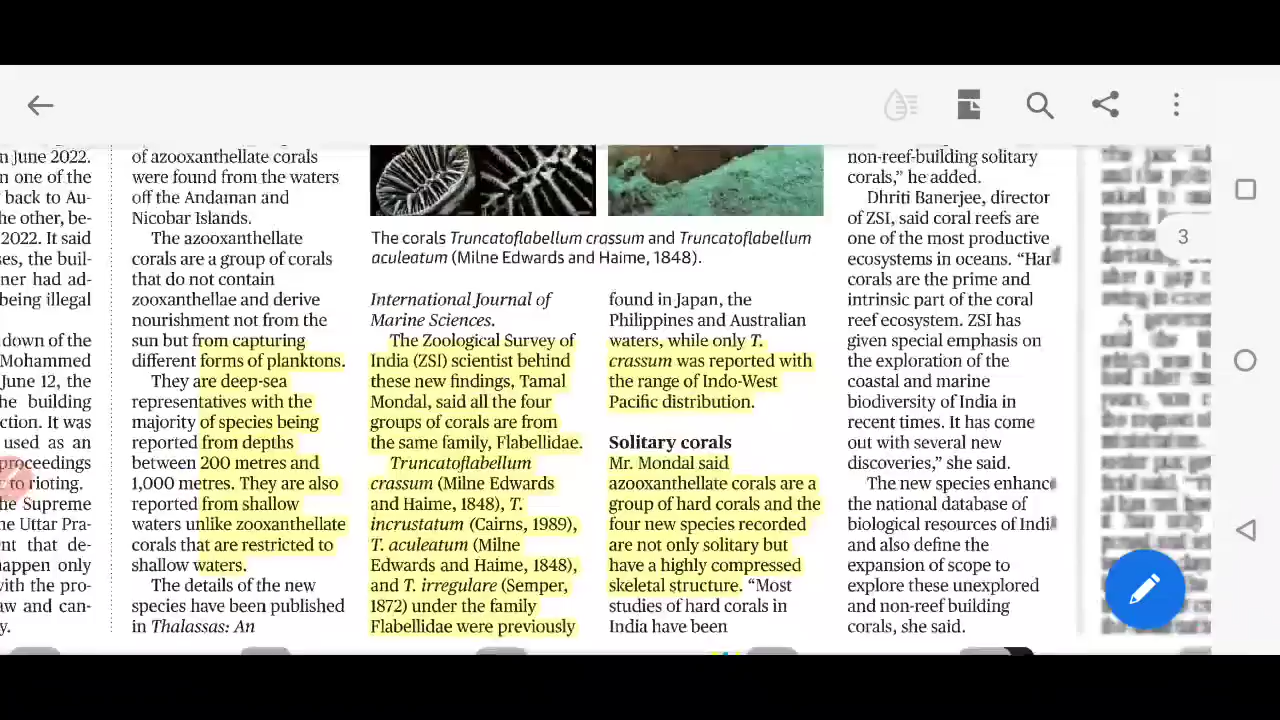 3
n June 2022.
n one of the
back to Au-
he other, be-
2022. It said
ses, the buil-
ner had ad-
being illegal
down of the
Mohammed
June 12, the
he building
ction. It was
used as an
proceedings
to rioting.
he Supreme
he Uttar Pra-
nt that de-
happen only
with the pro-
aw and can-
y.
of azooxanthellate corals
were found from the waters
off the Andaman and
Nicobar Islands.
The azooxanthellate
corals are a group of corals
that do not contain
zooxanthellae and derive
nourishment not from the
sun but from capturing
different forms of planktons.
They are deep-sea
representatives with the
majority of species being
reported from depths
between 200 metres and
1,000 metres. They are also
reported from shallow
waters unlike zooxanthellate
corals that are restricted to
shallow waters.
The details of the new
species have been published
in Thalassas: An
The corals Truncatoflabellum crassum and Truncatoflabellum
aculeatum (Milne Edwards and Haime, 1848).
International Journal of
Marine Sciences.
The Zoological Survey of
India (ZSI) scientist behind
these new findings, Tamal
Mondal, said all the four
groups of corals are from
the same family, Flabellidae.
Truncatoflabellum
crassum (Milne Edwards
and Haime, 1848), T.
incrustatum (Cairns, 1989),
T. aculeatum (Milne
Edwards and Haime, 1848),
and T. irregulare (Semper,
1872) under the family
Flabellidae were previously
found in Japan, the
Philippines and Australian
waters, while only T.
crassum was reported with
the range of Indo-West
Pacific distribution.
Solitary corals
Mr. Mondal said
azooxanthellate corals are a
group of hard corals and the
four new species recorded
are not only solitary but
have a highly compressed
skeletal structure. "Most
studies of hard corals in
India have been
non-reef-building solitary
corals," he added.
Dhriti Banerjee, director
of ZSI, said coral reefs are
one of the most productive
ecosystems in oceans. "Har
corals are the prime and
intrinsic part of the coral
reef ecosystem. ZSI has
given special emphasis on
the exploration of the
coastal and marine
biodiversity of India in
recent times. It has come
out with several new
discoveries," she said.
The new species enhance
the national database of
biological resources of Indi
and also define the
expansion of scope to
explore these unexplored
and non-reef building
corals, she said.